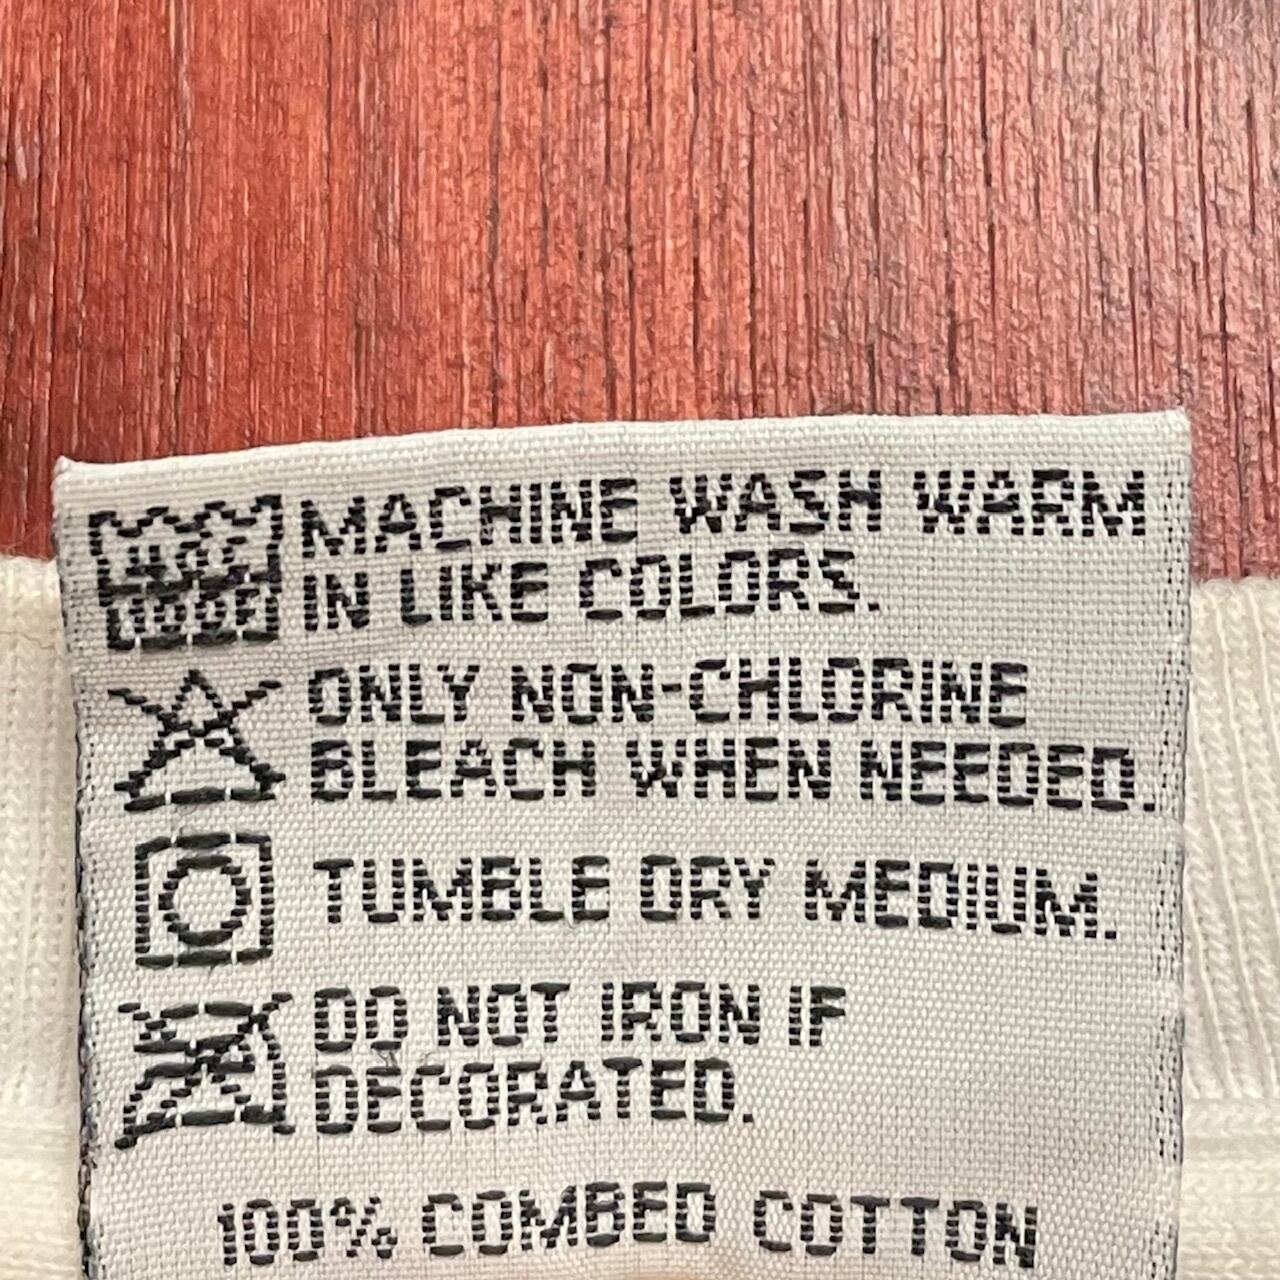 MACHINE WASH WARM
IN LIKE COLORS.
ONLY NON-CHLORINE
BLEACH WHEN NEEDED.
TUMBLE DRY MEDIUM.
DO NOT IRON IF
DECORATED.
100% COMBED COTTON